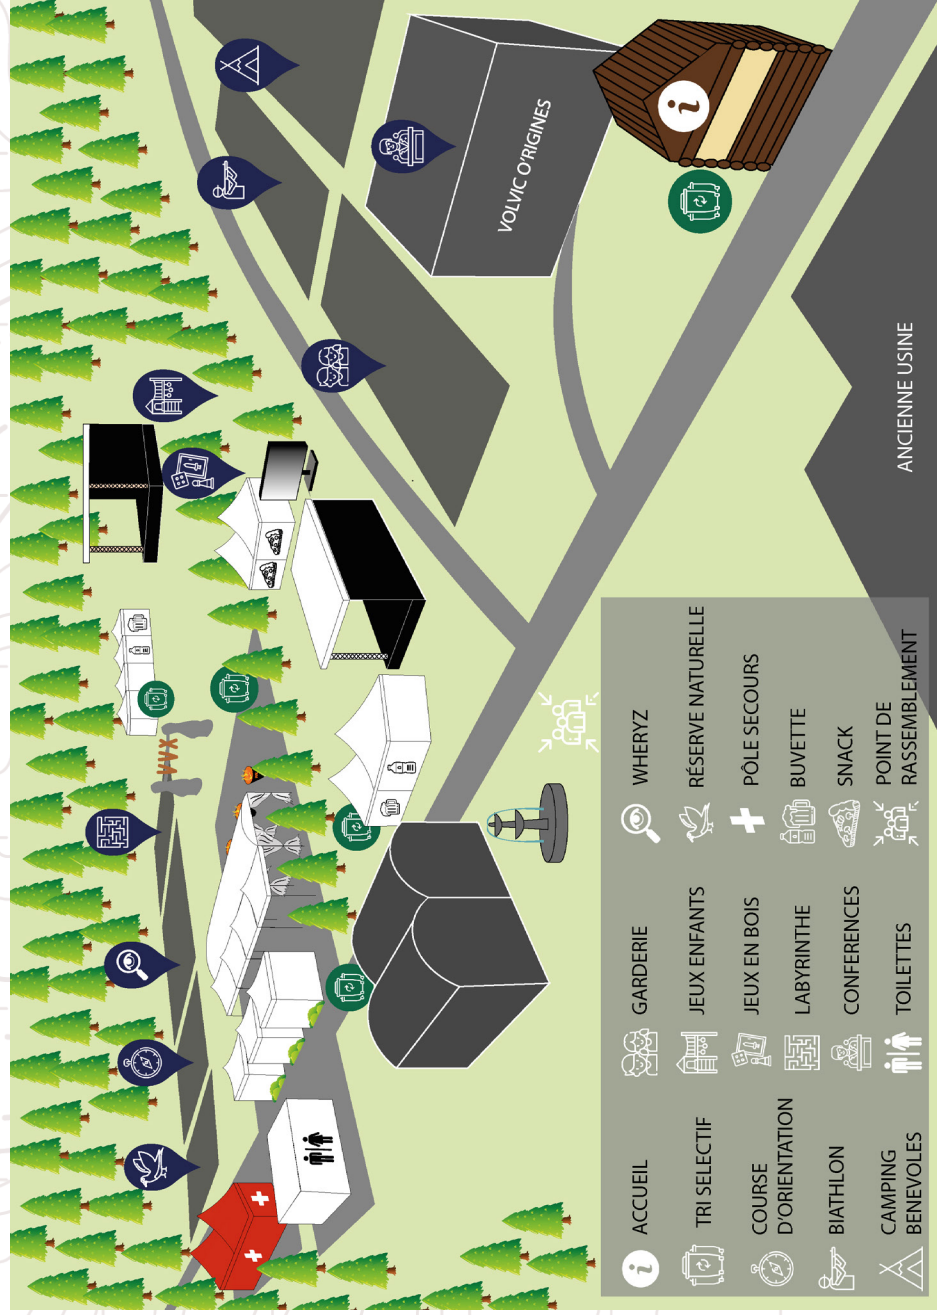 VOLVIC O'RIGINES
ANCIENNE USINE
i
i
ACCUEIL
TRI SELECTIF
COURSE
D'ORIENTATION
BIATHLON
CAMPING
BENEVOLES
GARDERIE
JEUX ENFANTS
JEUX EN BOIS
LABYRINTHE
CONFERENCES
TOILETTES
WHERYZ
RÉSERVE NATURELLE
PÔLE SECOURS
BUVETTE
SNACK
POINT DE
RASSEMBLEMENT